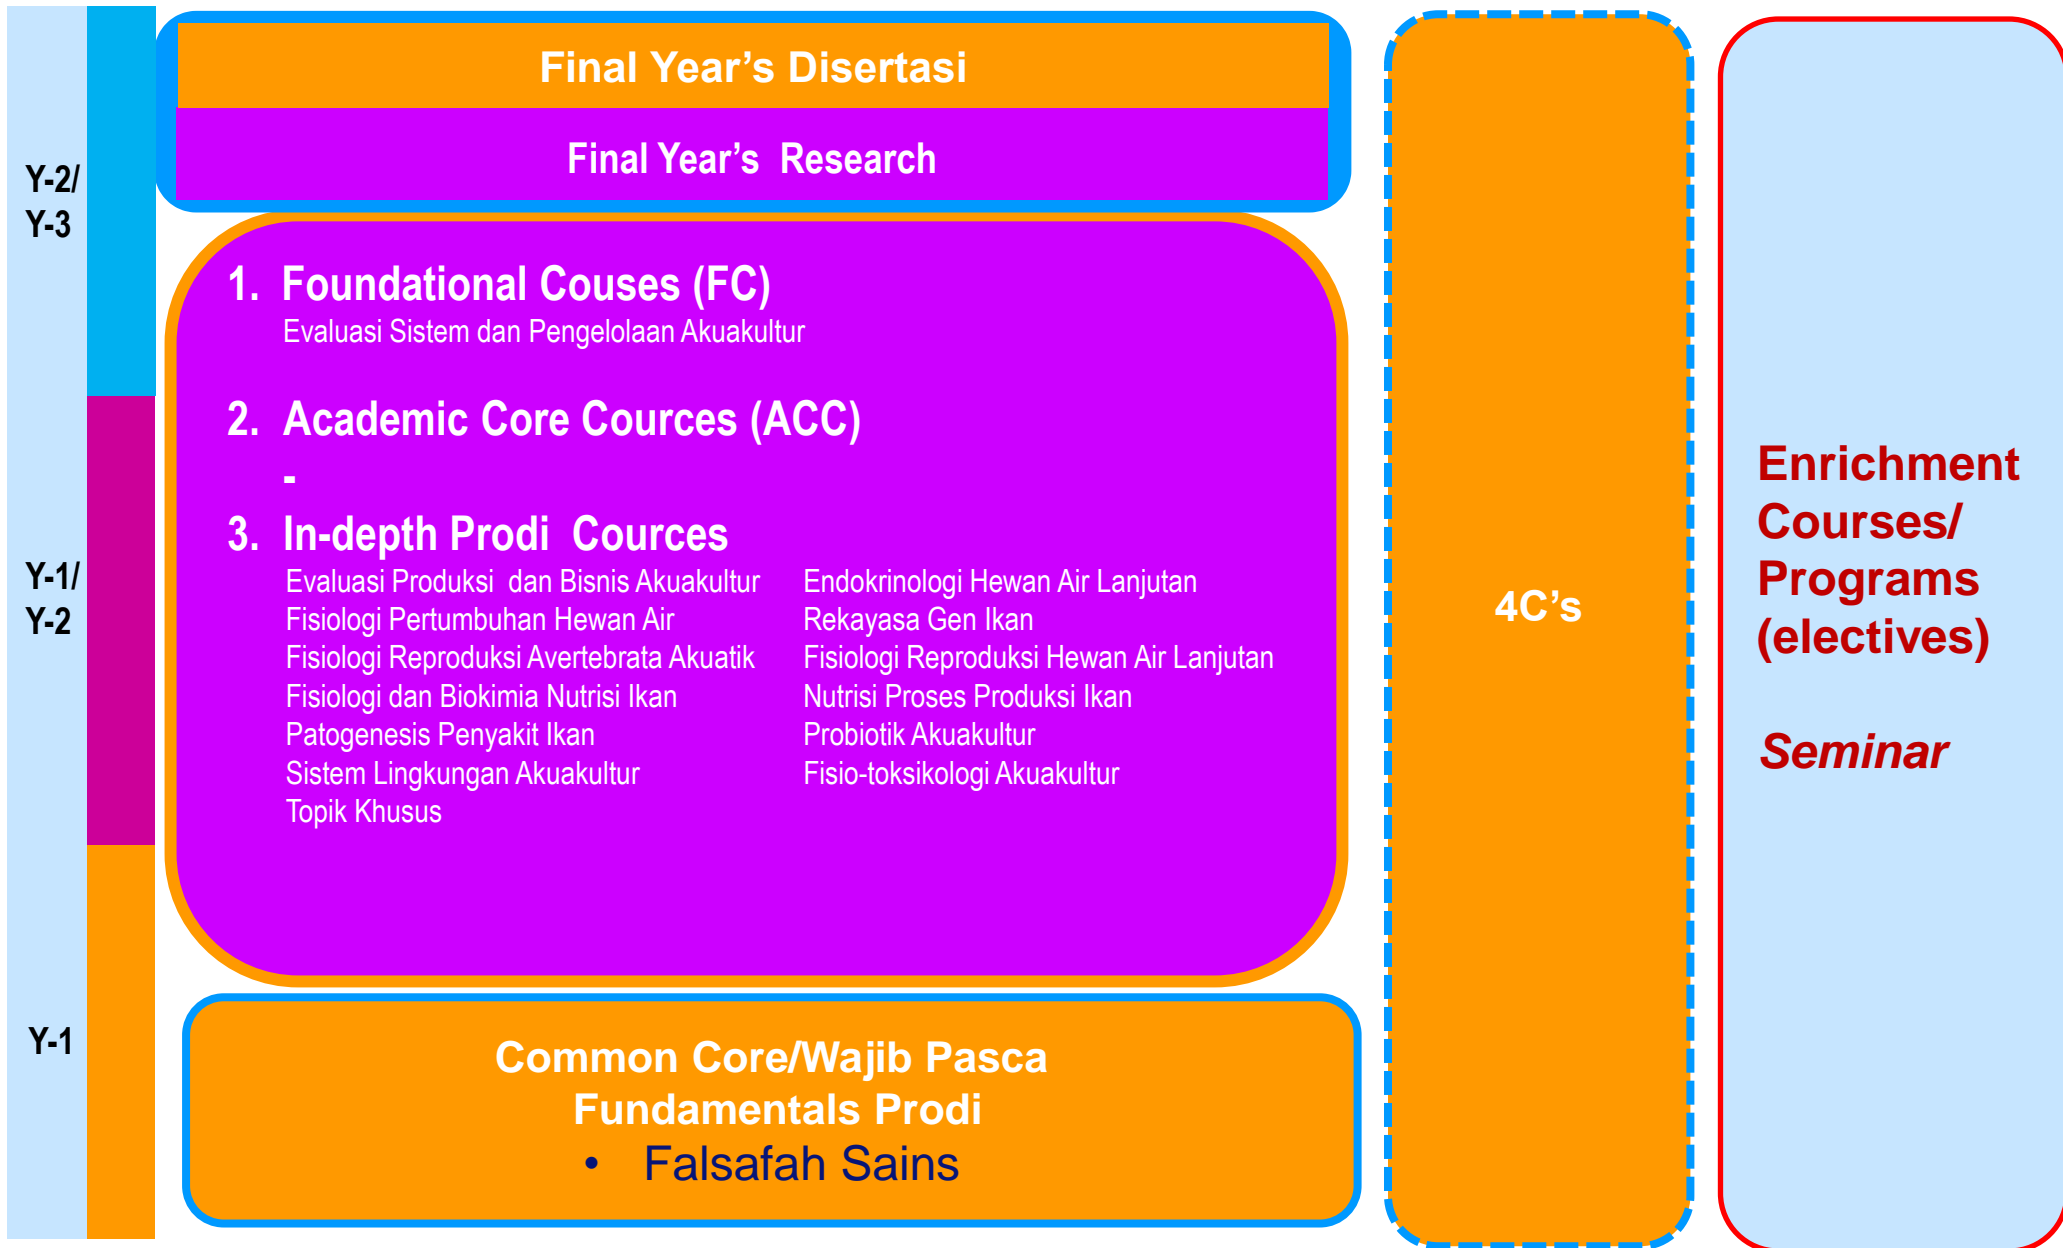 Final Year’s Disertasi
Final Year’s Research
Y-2/
Y-3
1. Foundational Couses (FC)
Evaluasi Sistem dan Pengelolaan Akuakultur
2. Academic Core Cources (ACC)
-
3. In-depth Prodi Cources
Evaluasi Produksi dan Bisnis Akuakultur
Fisiologi Pertumbuhan Hewan Air
Fisiologi Reproduksi Avertebrata Akuatik
Fisiologi dan Biokimia Nutrisi Ikan
Patogenesis Penyakit Ikan
Sistem Lingkungan Akuakultur
Topik Khusus
Endokrinologi Hewan Air Lanjutan
Rekayasa Gen Ikan
Fisiologi Reproduksi Hewan Air Lanjutan
Nutrisi Proses Produksi Ikan
Probiotik Akuakultur
Fisio-toksikologi Akuakultur
Y-1/
Y-2
Y-1
Common Core/Wajib Pasca
Fundamentals Prodi
• Falsafah Sains
4C’s
Enrichment
Courses/
Programs
(electives)
Seminar